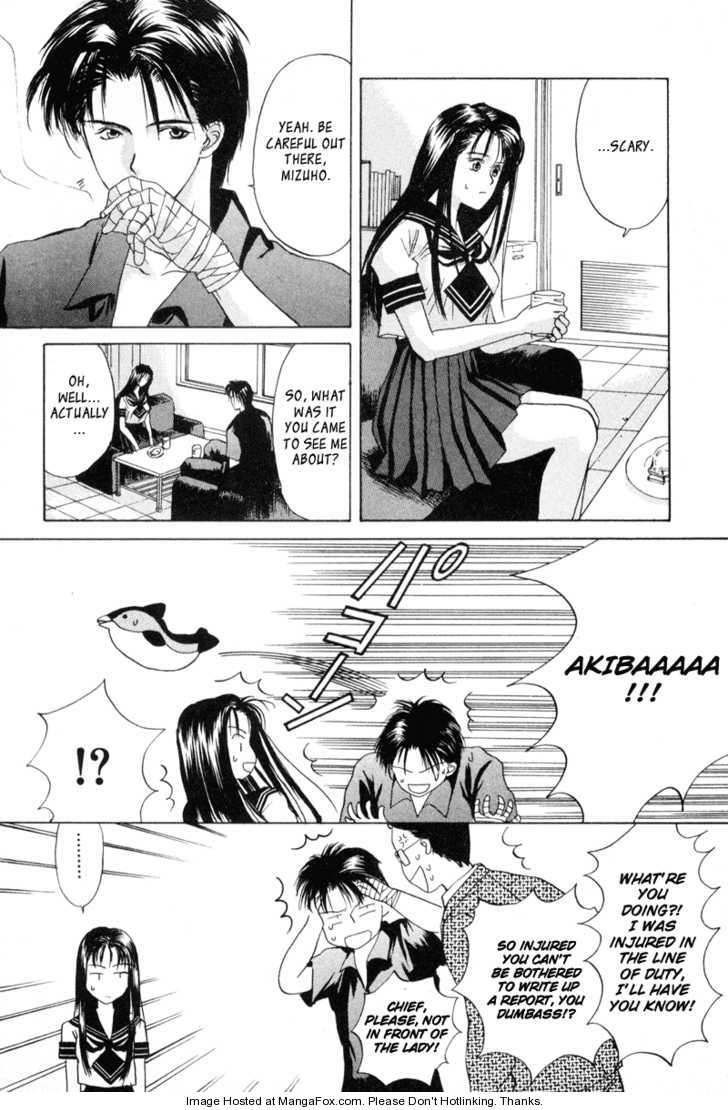 ...SCARY.
YEAH. BE
CAREFUL OUT
THERE,
MIZUHO.
SO, WHAT
WAS IT
YOU CAME
TO SEE ME
ABOUT?
OH,
WELL...
ACTUALLY
...
AKIBAAAAA
!!!
パコーン
!?
WHAT'RE
YOU
DOING?!
I WAS
INJURED IN
THE LINE
OF DUTY,
I'LL HAVE
YOU KNOW!
SO INJURED
YOU CAN'T
BE BOTHERED
TO WRITE UP
A REPORT, YOU
DUMBASS!?
CHIEF,
PLEASE, NOT
IN FRONT OF
THE LADY!
........
Image Hosted at MangaFox.com. Please Don't Hotlinking. Thanks.